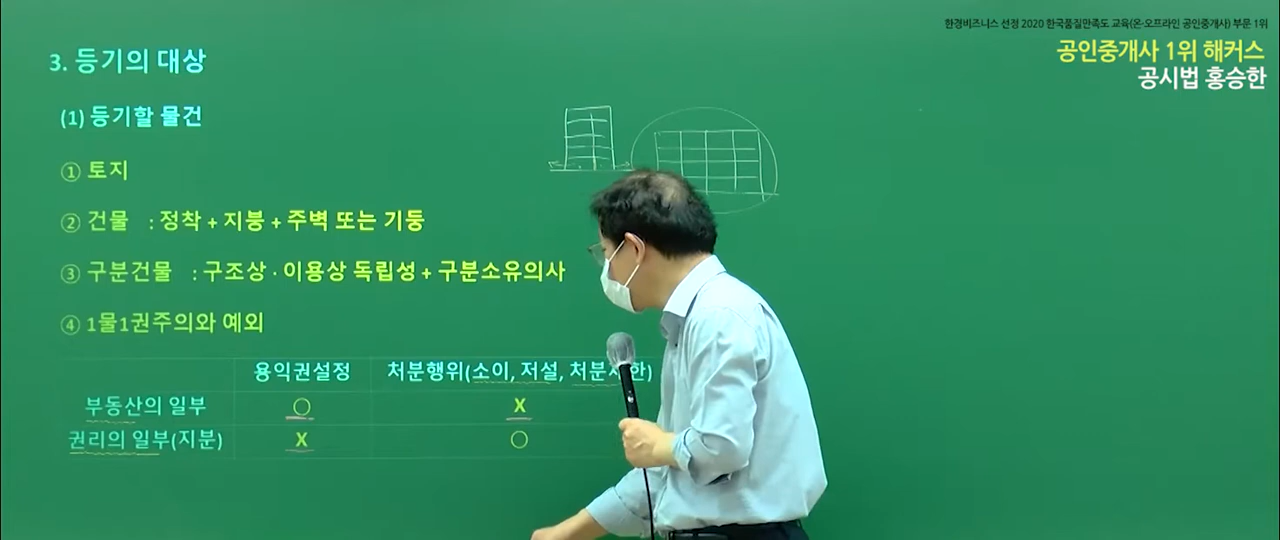 한경비즈니스 선정 2020 한국품질만족도 교육(온·오프라인 공인중개사) 부문 1위
공인중개사 1위 해커스
공시법 홍승한
3. 등기의 대상
(1) 등기할 물건
① 토지
② 건물 : 정착 + 지붕 + 주벽 또는 기둥
③ 구분건물 : 구조상 · 이용상 독립성 + 구분소유의사
④ 1물1권주의와 예외
용익권설정 처분행위(소이, 저설, 처분 한)
부동산의 일부 ○ X
권리의 일부(지분) X ○